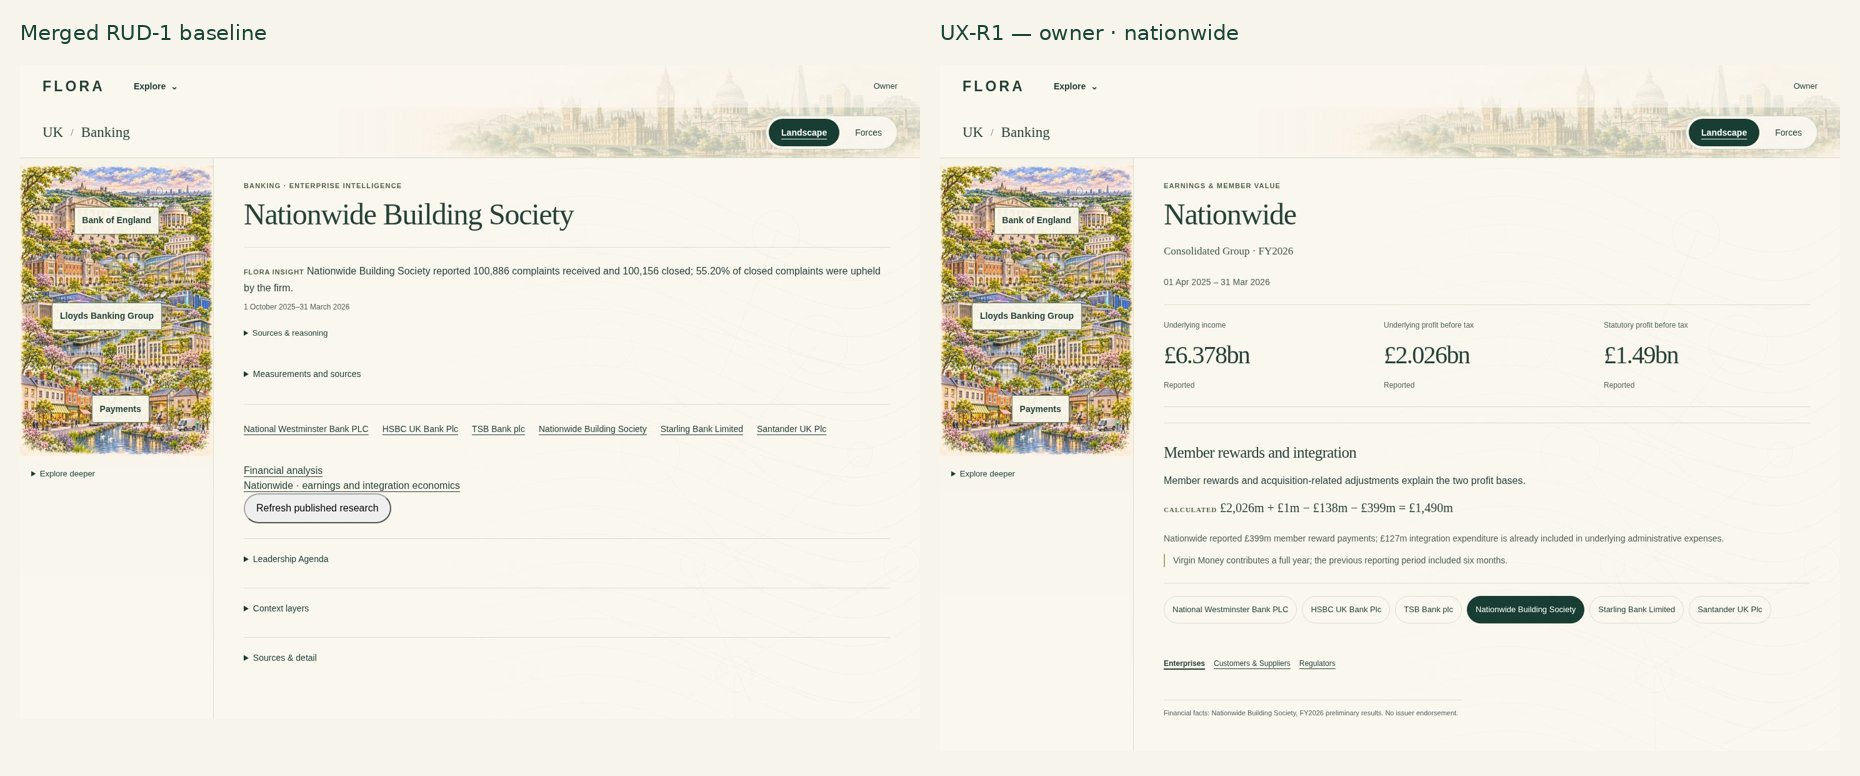 Merged RUD-1 baseline
FLORA Explore ⌄ Owner
UK / Banking Landscape Forces
Bank of England
Lloyds Banking Group
Payments
▶ Explore deeper
BANKING · ENTERPRISE INTELLIGENCE
Nationwide Building Society
FLORA INSIGHT Nationwide Building Society reported 100,886 complaints received and 100,156 closed; 55.20% of closed complaints were upheld
by the firm.
1 October 2025–31 March 2026
▶ Sources & reasoning
▶ Measurements and sources
National Westminster Bank PLC HSBC UK Bank Plc TSB Bank plc Nationwide Building Society Starling Bank Limited Santander UK Plc
Financial analysis
Nationwide · earnings and integration economics
Refresh published research
▶ Leadership Agenda
▶ Context layers
▶ Sources & detail
UX-R1 — owner · nationwide
FLORA Explore ⌄ Owner
UK / Banking Landscape Forces
Bank of England
Lloyds Banking Group
Payments
▶ Explore deeper
EARNINGS & MEMBER VALUE
Nationwide
Consolidated Group · FY2026
01 Apr 2025 – 31 Mar 2026
Underlying income Underlying profit before tax Statutory profit before tax
£6.378bn £2.026bn £1.49bn
Reported Reported Reported
Member rewards and integration
Member rewards and acquisition-related adjustments explain the two profit bases.
CALCULATED £2,026m + £1m − £138m − £399m = £1,490m
Nationwide reported £399m member reward payments; £127m integration expenditure is already included in underlying administrative expenses.
Virgin Money contributes a full year; the previous reporting period included six months.
National Westminster Bank PLC HSBC UK Bank Plc TSB Bank plc Nationwide Building Society Starling Bank Limited Santander UK Plc
Enterprises Customers & Suppliers Regulators
Financial facts: Nationwide Building Society, FY2026 preliminary results. No issuer endorsement.